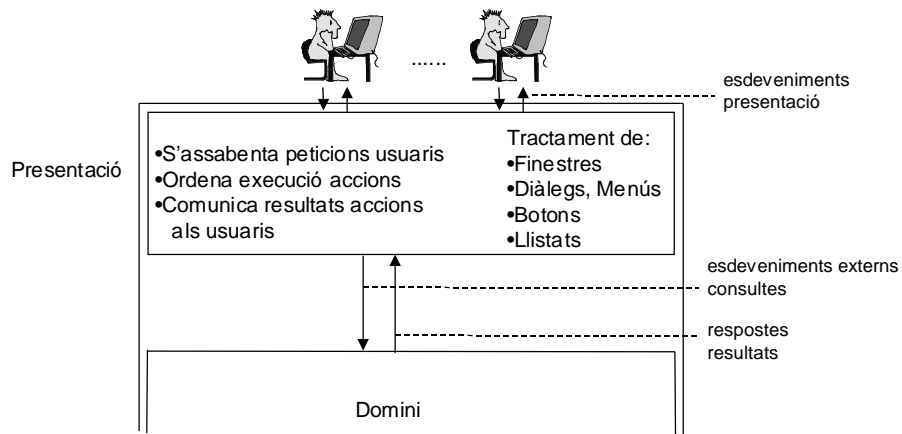 ......
esdeveniments
presentació
Presentació
•S'assabenta peticions usuaris
•Ordena execució accions
•Comunica resultats accions
als usuaris
Tractament de:
•Finestres
•Diàlegs, Menús
•Botons
•Llistats
esdeveniments externs
consultes
respostes
resultats
Domini